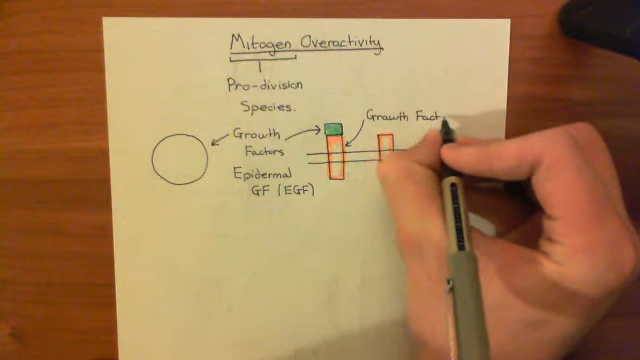 Mitogen Overactivity
Pro-division
Species.
Growth
Factors
Epidermal
GF (EGF)
Growth Fact